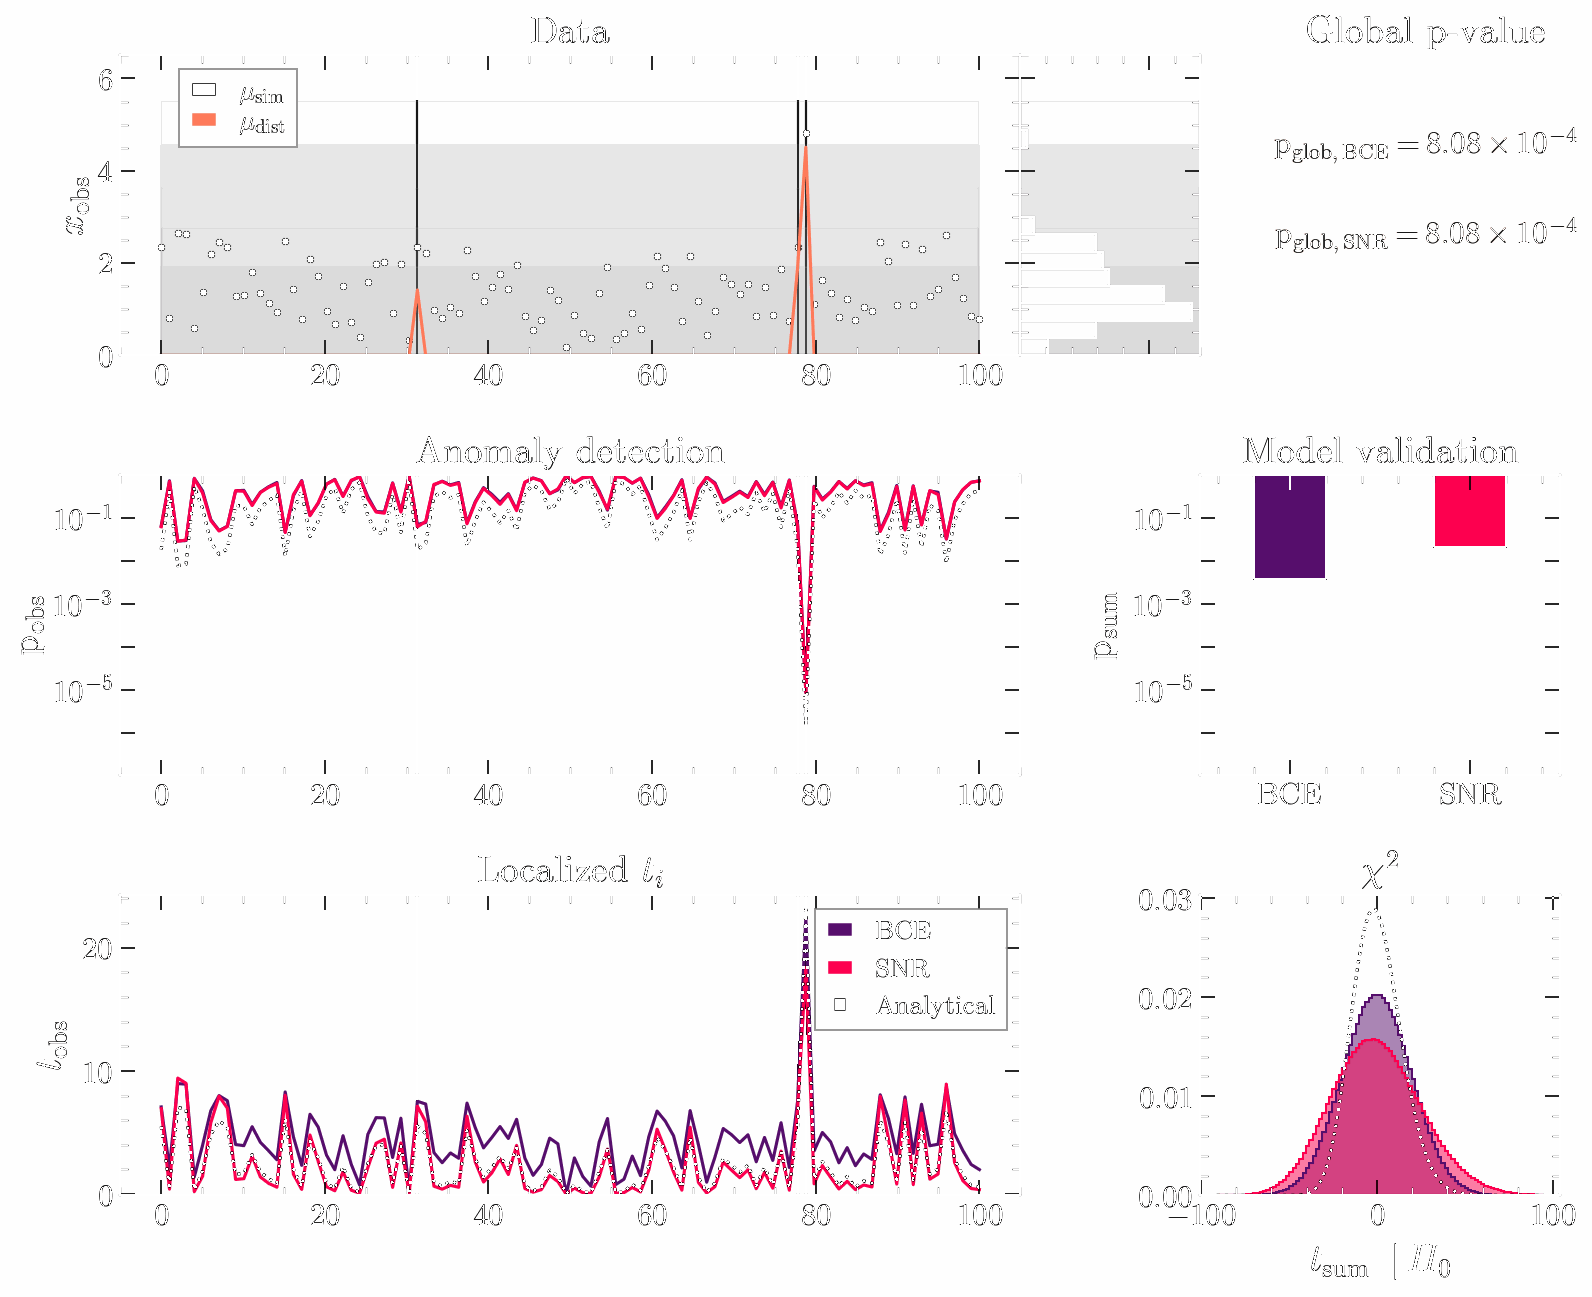 Data
Global p-value
6
4
2
0
x_obs
μ_sim
μ_dist
0 20 40 60 80 100
p_glob, BCE = 8.08 × 10^−4
p_glob, SNR = 8.08 × 10^−4
Anomaly detection
Model validation
10^−1
10^−3
10^−5
p_obs
0 20 40 60 80 100
10^−1
10^−3
10^−5
p_sum
BCE SNR
Localized t_i
χ^2
20
10
0
t_obs
BCE
SNR
Analytical
0 20 40 60 80 100
0.03
0.02
0.01
0.00
−100 0 100
t_sum | H_0